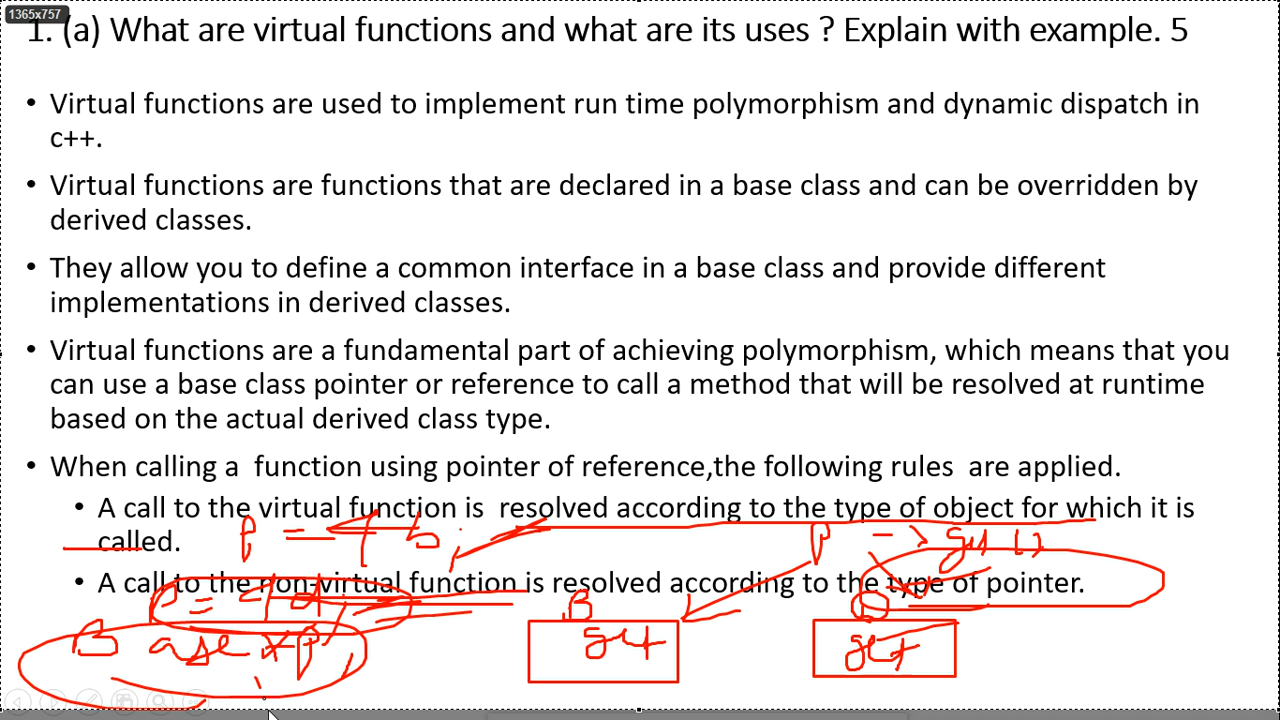 1365x757
1. (a) What are virtual functions and what are its uses ? Explain with example. 5
• Virtual functions are used to implement run time polymorphism and dynamic dispatch in
c++.
• Virtual functions are functions that are declared in a base class and can be overridden by
derived classes.
• They allow you to define a common interface in a base class and provide different
implementations in derived classes.
• Virtual functions are a fundamental part of achieving polymorphism, which means that you
can use a base class pointer or reference to call a method that will be resolved at runtime
based on the actual derived class type.
• When calling a  function using pointer of reference,the following rules  are applied.
• A call to the virtual function is  resolved according to the type of object for which it is
called.
• A call to the non-virtual function is resolved according to the type of pointer.
B
Base *p;
get
get